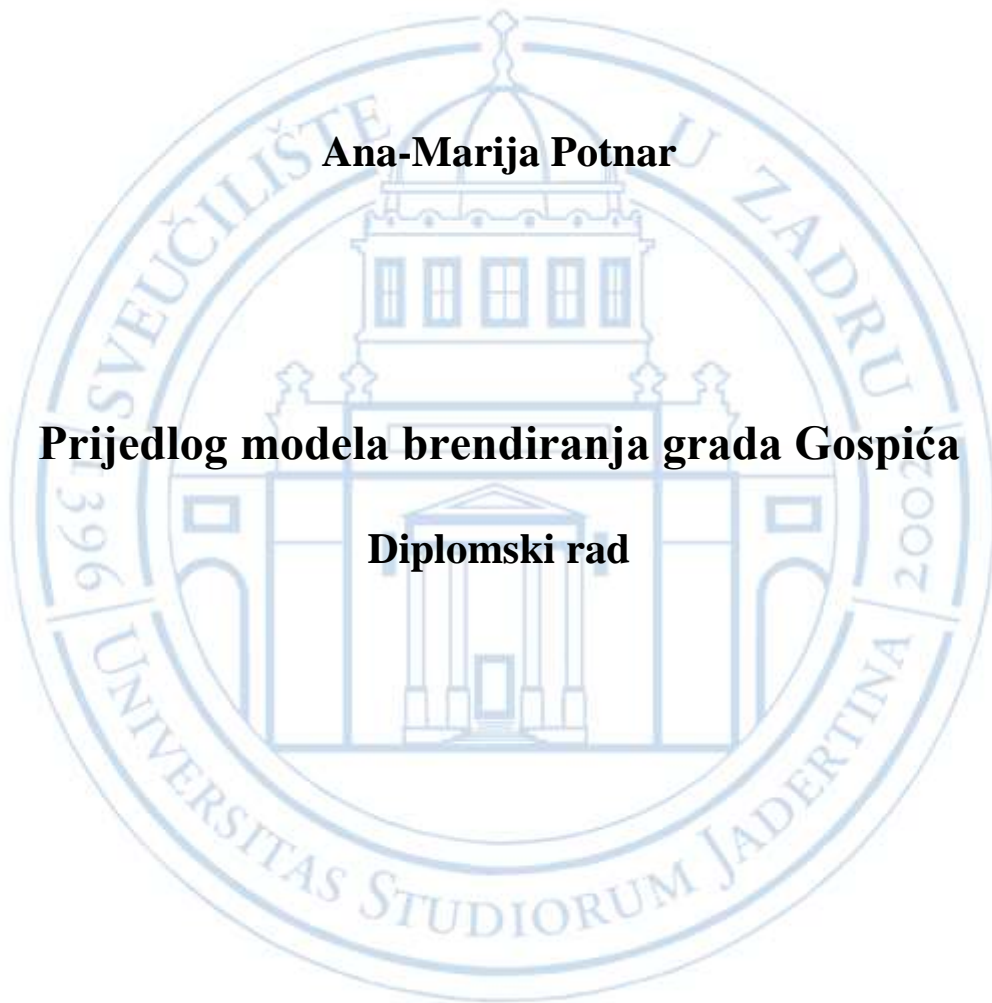 Ana-Marija Potnar
Prijedlog modela brendiranja grada Gospića
Diplomski rad
SVEUČILIŠTE U ZADRU
1396
2002
UNIVERSITAS STUDIORUM JADERTINA